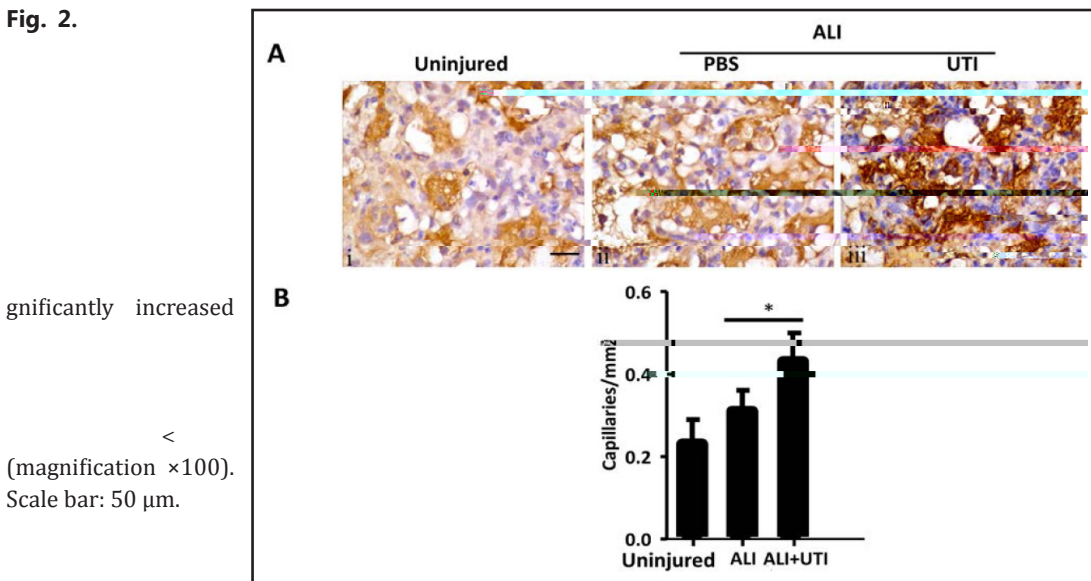 Fig. 2.
gnificantly increased
<
(magnification ×100).
Scale bar: 50 µm.
A
ALI
Uninjured PBS UTI
i ii iii
B
Capillaries/mm²
0.6
0.4
0.2
0.0
*
Uninjured ALI ALI+UTI